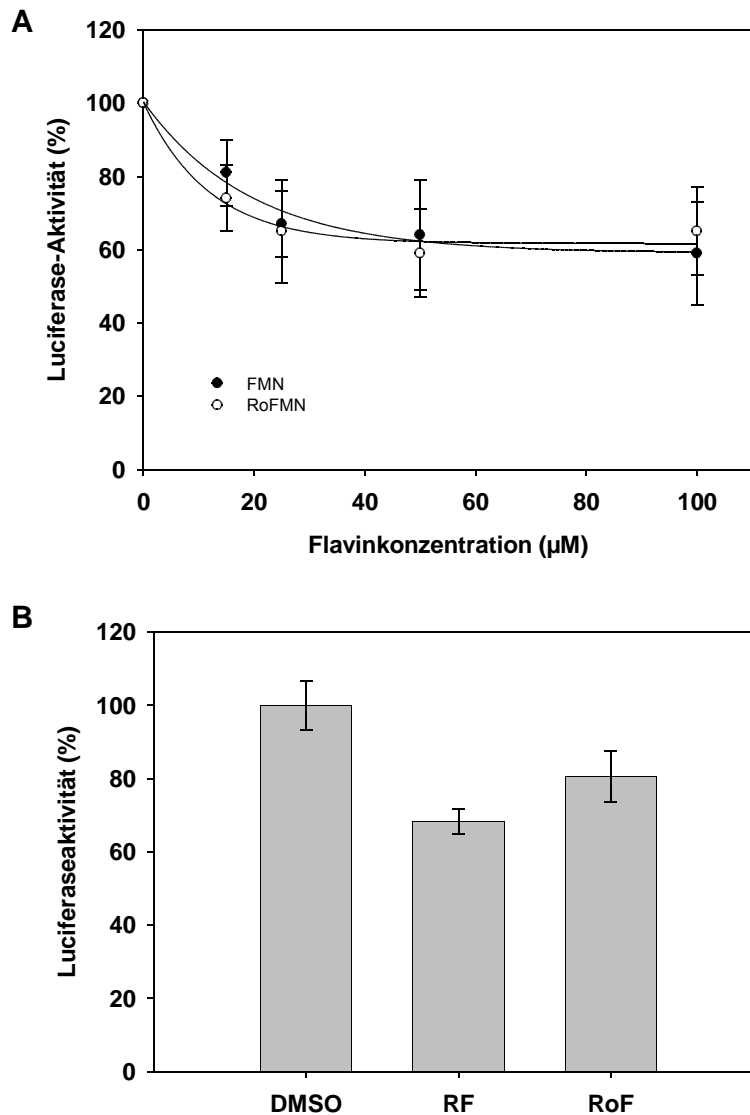 A
120
100
80
60
40
20
0
Luciferase-Aktivität (%)
FMN
RoFMN
0 20 40 60 80 100
Flavinkonzentration (µM)
B
120
100
80
60
40
20
0
Luciferaseaktivität (%)
DMSO RF RoF